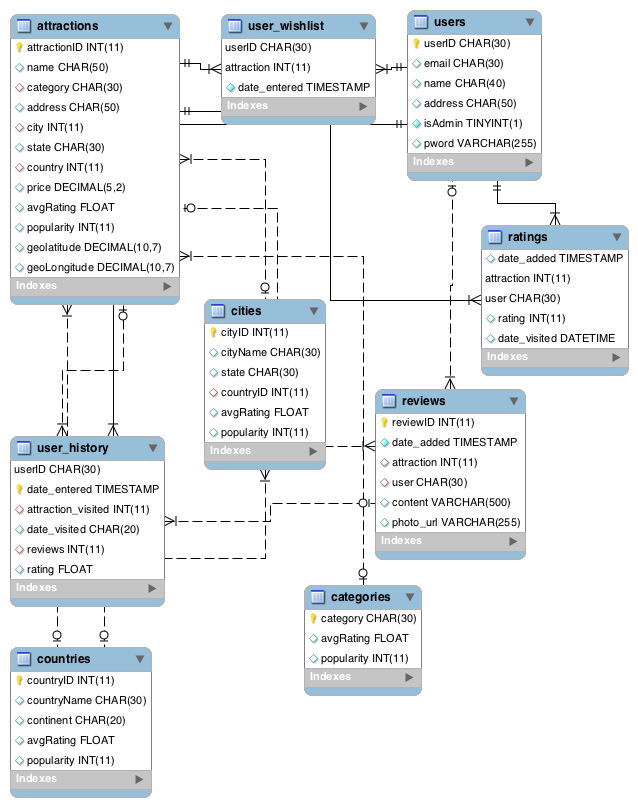 attractions
attractionID INT(11)
name CHAR(50)
category CHAR(30)
address CHAR(50)
city INT(11)
state CHAR(30)
country INT(11)
price DECIMAL(5,2)
avgRating FLOAT
popularity INT(11)
geolatitude DECIMAL(10,7)
geoLongitude DECIMAL(10,7)
Indexes
user_wishlist
userID CHAR(30)
attraction INT(11)
date_entered TIMESTAMP
Indexes
users
userID CHAR(30)
email CHAR(30)
name CHAR(40)
address CHAR(50)
isAdmin TINYINT(1)
pword VARCHAR(255)
Indexes
ratings
date_added TIMESTAMP
attraction INT(11)
user CHAR(30)
rating INT(11)
date_visited DATETIME
Indexes
cities
cityID INT(11)
cityName CHAR(30)
state CHAR(30)
countryID INT(11)
avgRating FLOAT
popularity INT(11)
Indexes
reviews
reviewID INT(11)
date_added TIMESTAMP
attraction INT(11)
user CHAR(30)
content VARCHAR(500)
photo_url VARCHAR(255)
Indexes
user_history
userID CHAR(30)
date_entered TIMESTAMP
attraction_visited INT(11)
date_visited CHAR(20)
reviews INT(11)
rating FLOAT
Indexes
categories
category CHAR(30)
avgRating FLOAT
popularity INT(11)
Indexes
countries
countryID INT(11)
countryName CHAR(30)
continent CHAR(20)
avgRating FLOAT
popularity INT(11)
Indexes